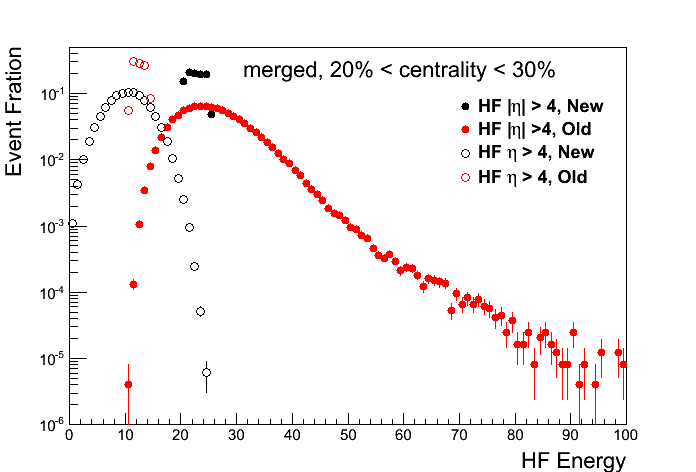 merged, 20% < centrality < 30%
HF |η| > 4, New
HF |η| >4, Old
HF η > 4, New
HF η > 4, Old
Event Fration
10⁻¹
10⁻²
10⁻³
10⁻⁴
10⁻⁵
10⁻⁶
0 10 20 30 40 50 60 70 80 90 100
HF Energy